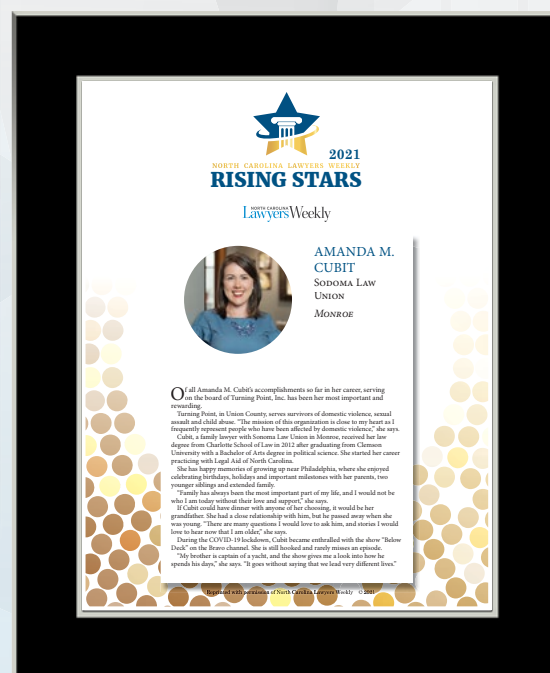 2021
NORTH CAROLINA LAWYERS WEEKLY
RISING STARS
NORTH CAROLINA
LawyersWeekly
AMANDA M.
CUBIT
SODOMA LAW
UNION
MONROE
Of all Amanda M. Cubit's accomplishments so far in her career, serving
on the board of Turning Point, Inc. has been her most important and
rewarding.
Turning Point, in Union County, serves survivors of domestic violence, sexual
assault and child abuse. "The mission of this organization is close to my heart as I
frequently represent people who have been affected by domestic violence," she says.
Cubit, a family lawyer with Sonoma Law Union in Monroe, received her law
degree from Charlotte School of Law in 2012 after graduating from Clemson
University with a Bachelor of Arts degree in political science. She started her career
practicing with Legal Aid of North Carolina.
She has happy memories of growing up near Philadelphia, where she enjoyed
celebrating birthdays, holidays and important milestones with her parents, two
younger siblings and extended family.
"Family has always been the most important part of my life, and I would not be
who I am today without their love and support," she says.
If Cubit could have dinner with anyone of her choosing, it would be her
grandfather. She had a close relationship with him, but he passed away when she
was young. "There are many questions I would love to ask him, and stories I would
love to hear now that I am older," she says.
During the COVID-19 lockdown, Cubit became enthralled with the show "Below
Deck" on the Bravo channel. She is still hooked and rarely misses an episode.
"My brother is captain of a yacht, and the show gives me a look into how he
spends his days," she says. "It goes without saying that we lead very different lives."
Reprinted with permission of North Carolina Lawyers Weekly © 2021